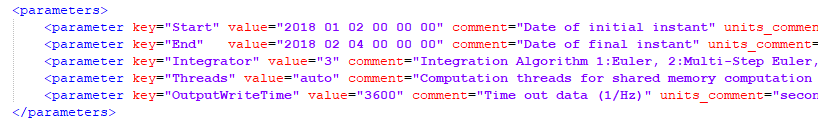 <parameters>
<parameter key="Start" value="2018 01 02 00 00 00" comment="Date of initial instant" units_commen
<parameter key="End" value="2018 02 04 00 00 00" comment="Date of final instant" units_comment=
<parameter key="Integrator" value="3" comment="Integration Algorithm 1:Euler, 2:Multi-Step Euler,
<parameter key="Threads" value="auto" comment="Computation threads for shared memory computation
<parameter key="OutputWriteTime" value="3600" comment="Time out data (1/Hz)" units_comment="secon
</parameters>